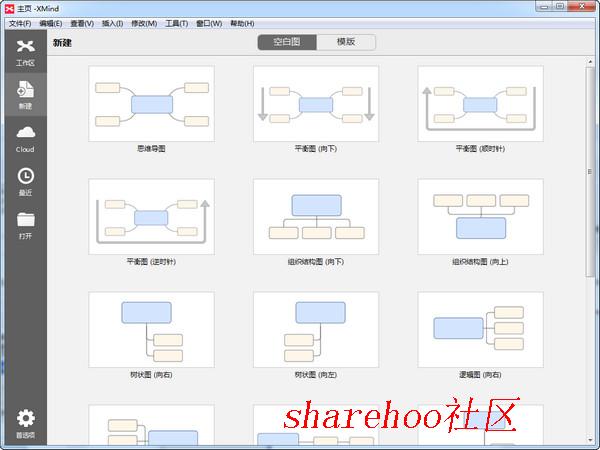 主页 -XMind
文件(F) 编辑(E) 查看(V) 插入(I) 修改(M) 工具(T) 窗口(W) 帮助(H)
工作区
新建
Cloud
最近
打开
首选项
新建
空白图 模版
思维导图 平衡图 (向下) 平衡图 (顺时针)
平衡图 (逆时针) 组织结构图 (向下) 组织结构图 (向上)
树状图 (向右) 树状图 (向左) 逻辑图 (向右)
sharehoo社区